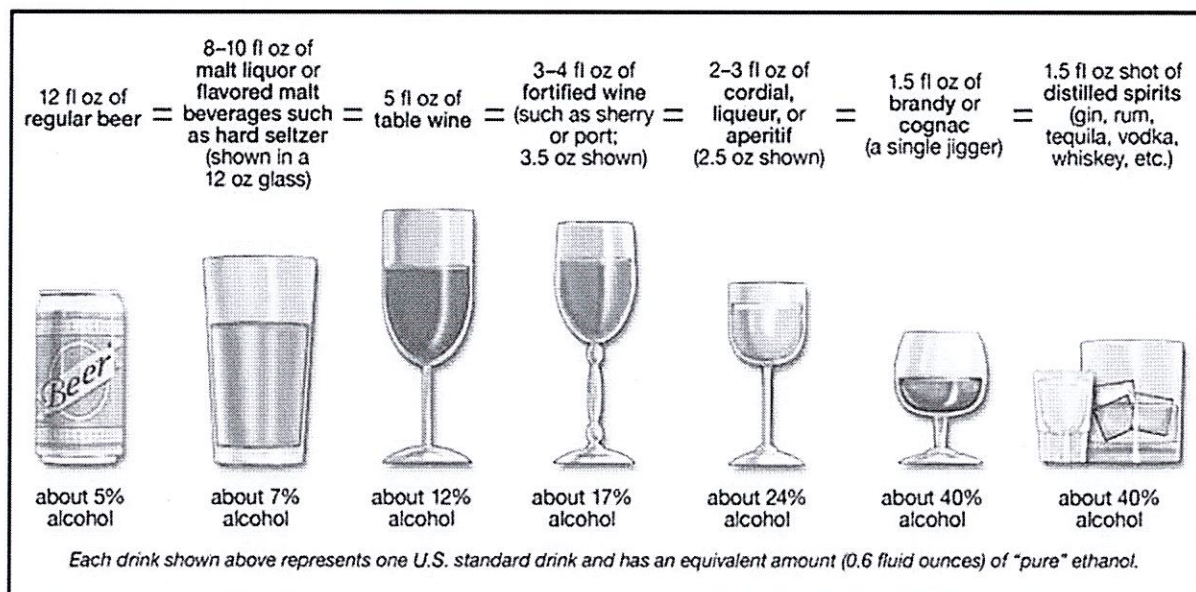 12 fl oz of
regular beer
=
8–10 fl oz of
malt liquor or
flavored malt
beverages such
as hard seltzer
(shown in a
12 oz glass)
=
5 fl oz of
table wine
=
3–4 fl oz of
fortified wine
(such as sherry
or port;
3.5 oz shown)
=
2–3 fl oz of
cordial,
liqueur, or
aperitif
(2.5 oz shown)
=
1.5 fl oz of
brandy or
cognac
(a single jigger)
=
1.5 fl oz shot of
distilled spirits
(gin, rum,
tequila, vodka,
whiskey, etc.)
Beer
about 5%
alcohol
about 7%
alcohol
about 12%
alcohol
about 17%
alcohol
about 24%
alcohol
about 40%
alcohol
about 40%
alcohol
Each drink shown above represents one U.S. standard drink and has an equivalent amount (0.6 fluid ounces) of "pure" ethanol.